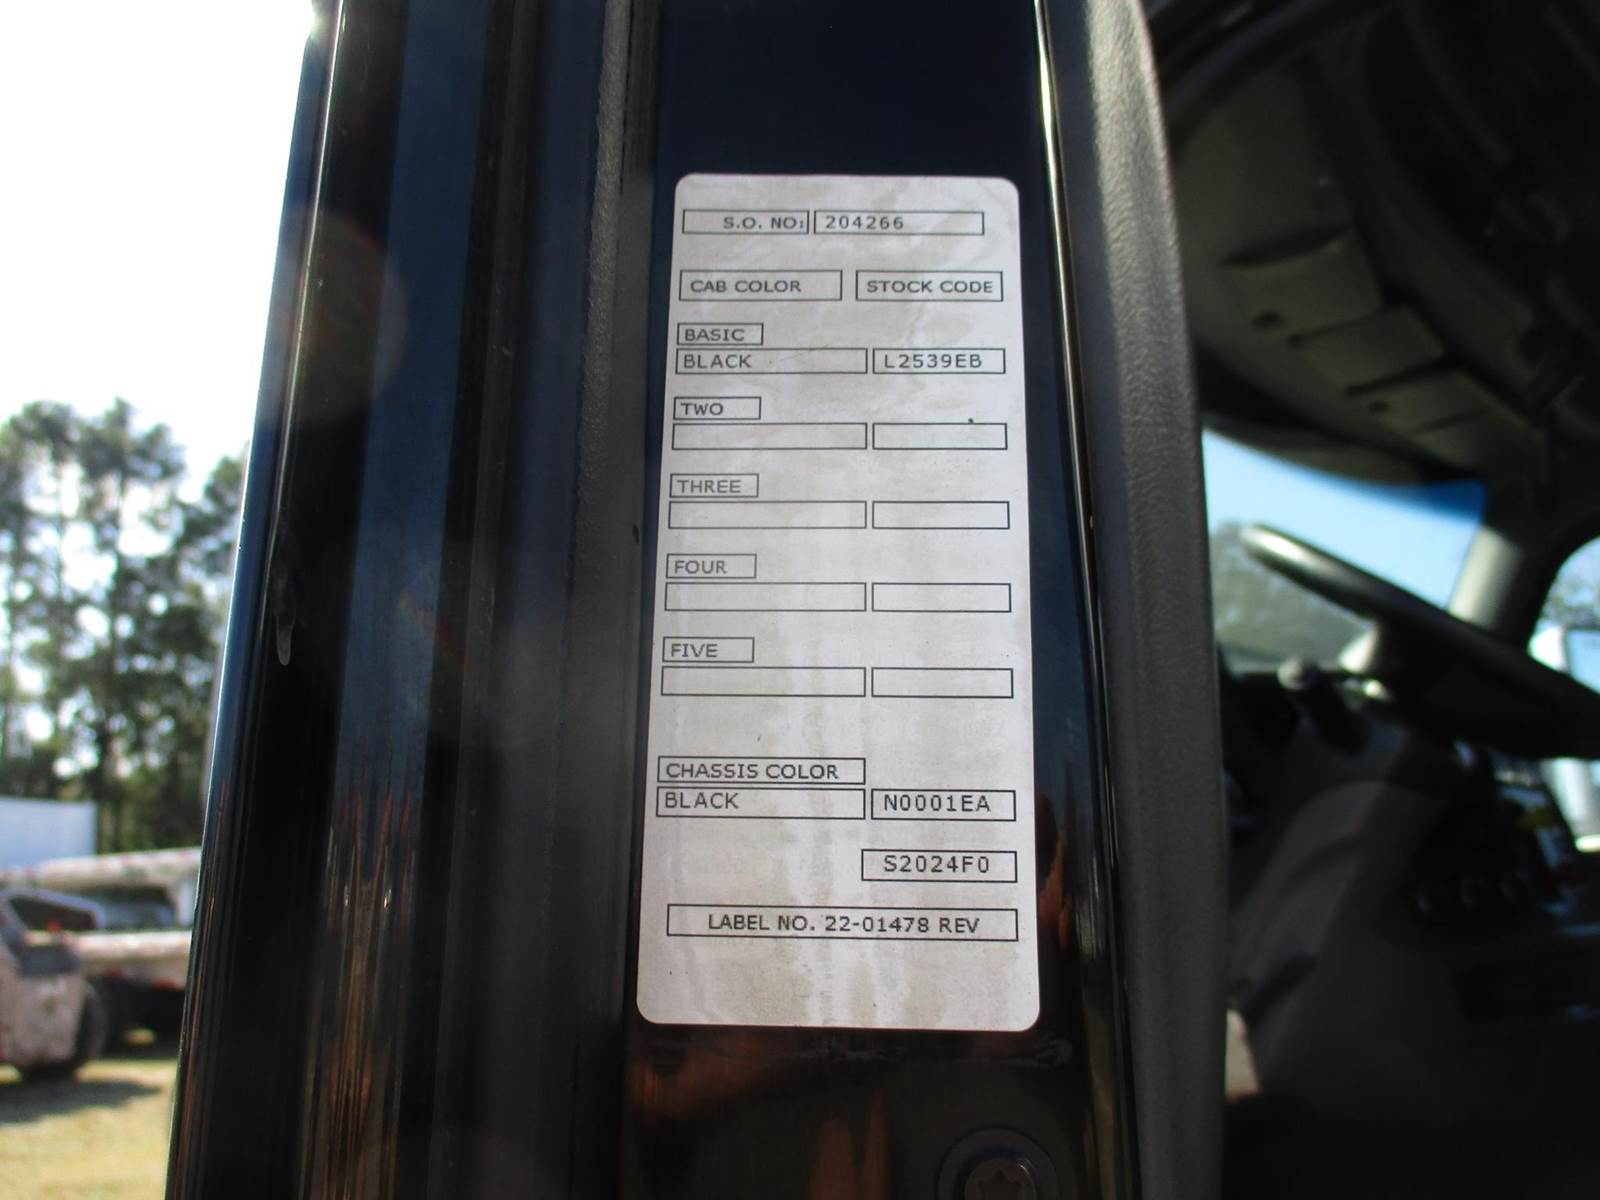 S.O. NO: 204266
CAB COLOR STOCK CODE
BASIC
BLACK L2539EB
TWO
THREE
FOUR
FIVE
CHASSIS COLOR
BLACK N0001EA
S2024F0
LABEL NO. 22-01478 REV